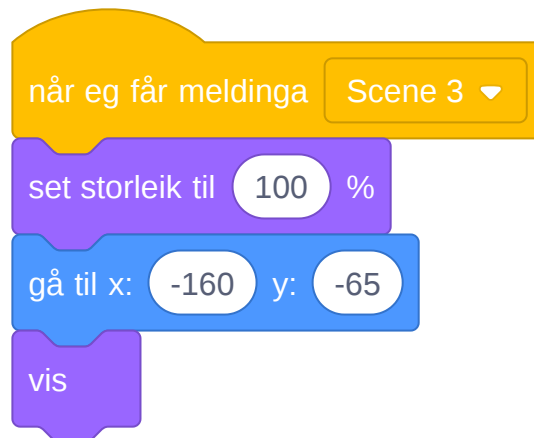 når eg får meldinga Scene 3
set storleik til 100 %
gå til x: -160 y: -65
vis